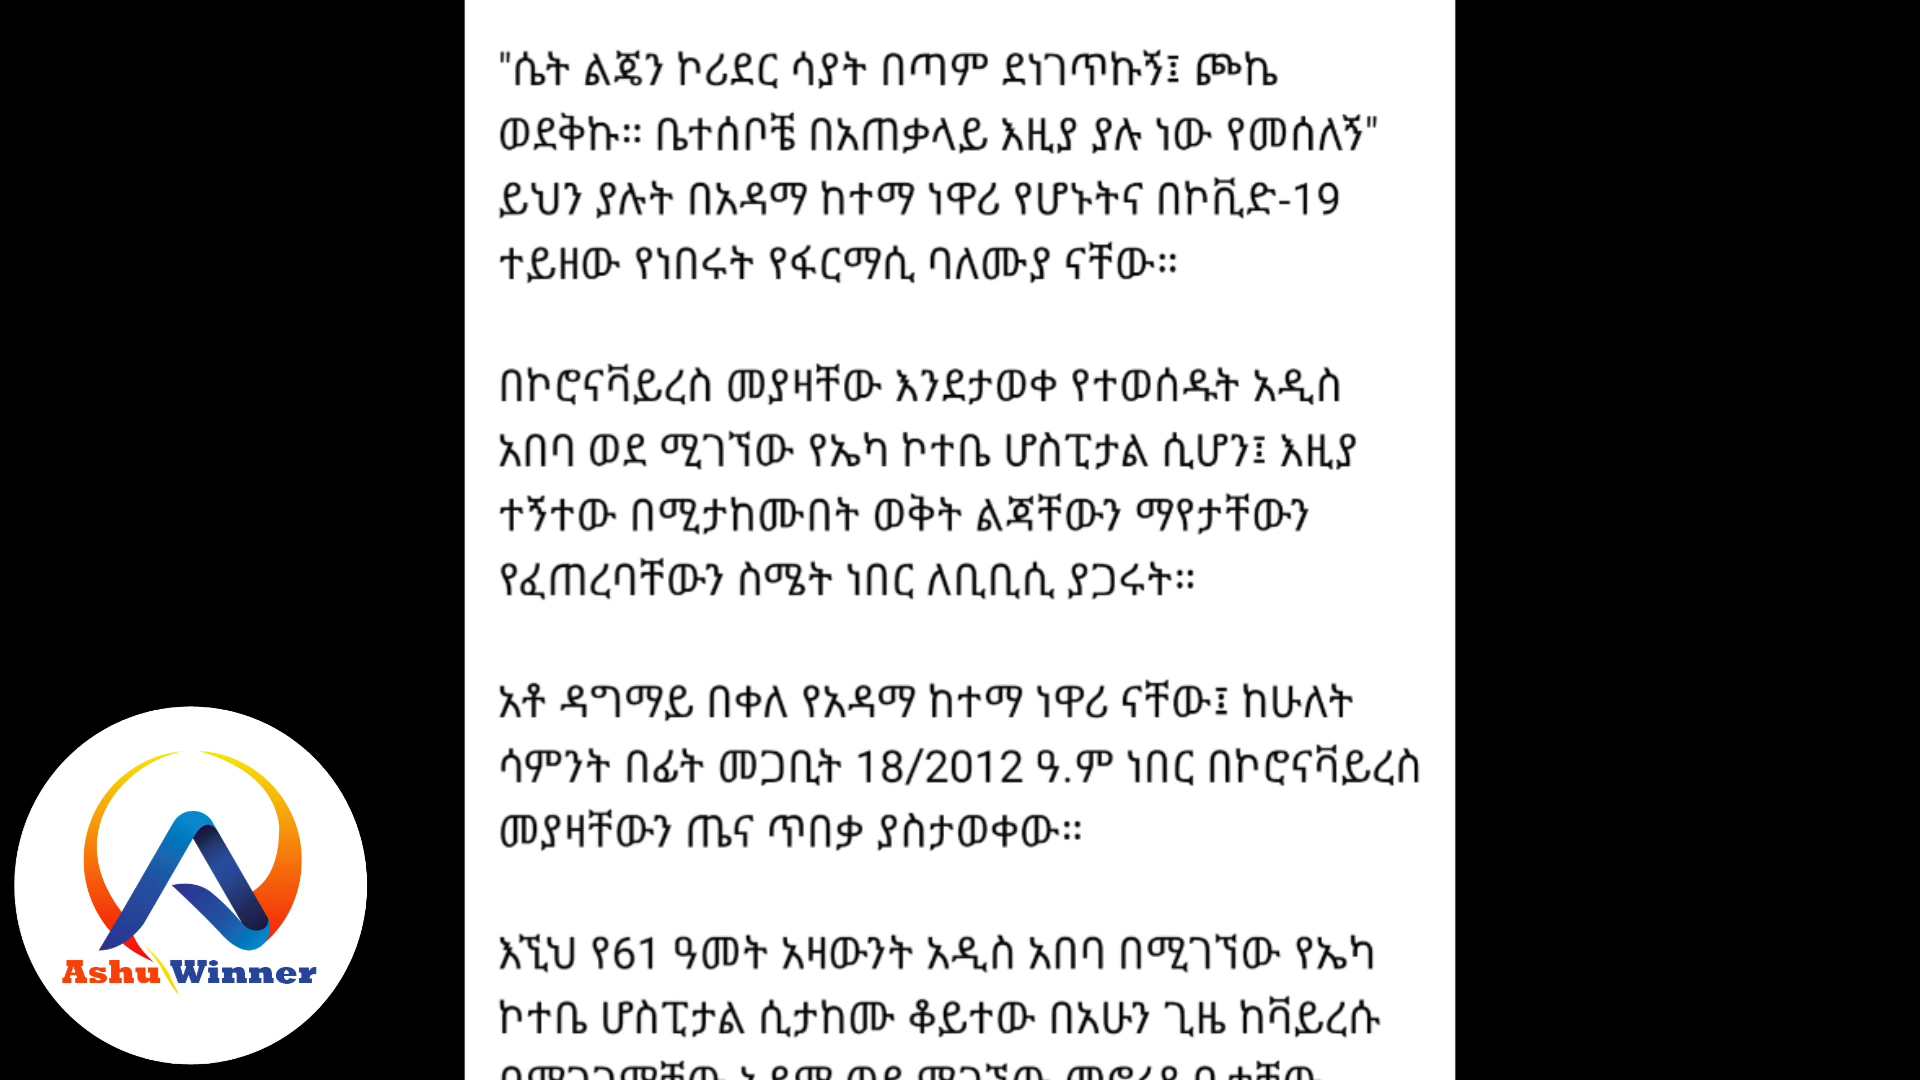 "ሴት ልጄን ኮሪደር ሳያት በጣም ደነገጥኩኝ፤ ጮኬ
ወደቅኩ። ቤተሰቦቼ በአጠቃላይ እዚያ ያሉ ነው የመሰለኝ"
ይህን ያሉት በአዳማ ከተማ ነዋሪ የሆኑትና በኮቪድ-19
ተይዘው የነበሩት የፋርማሲ ባለሙያ ናቸው።
በኮሮናቫይረስ መያዛቸው እንደታወቀ የተወሰዱት አዲስ
አበባ ወደ ሚገኘው የኤካ ኮተቤ ሆስፒታል ሲሆን፤ እዚያ
ተኝተው በሚታከሙበት ወቅት ልጃቸውን ማየታቸውን
የፈጠረባቸውን ስሜት ነበር ለቢቢሲ ያጋሩት።
አቶ ዳግማይ በቀለ የአዳማ ከተማ ነዋሪ ናቸው፤ ከሁለት
ሳምንት በፊት መጋቢት 18/2012 ዓ.ም ነበር በኮሮናቫይረስ
መያዛቸውን ጤና ጥበቃ ያስታወቀው።
እኚህ የ61 ዓመት አዛውንት አዲስ አበባ በሚገኘው የኤካ
ኮተቤ ሆስፒታል ሲታከሙ ቆይተው በአሁን ጊዜ ከቫይረሱ
Ashu Winner